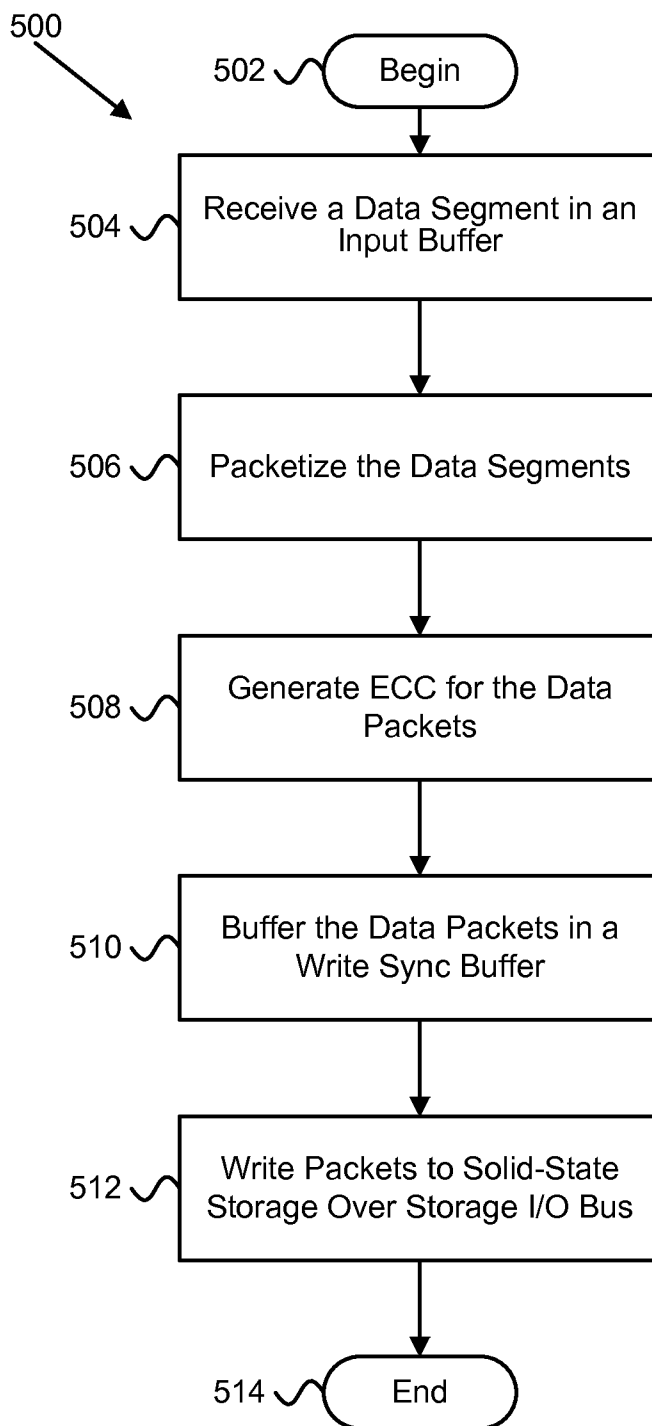 500
502
Begin
504
Receive a Data Segment in an
Input Buffer
506
Packetize the Data Segments
508
Generate ECC for the Data
Packets
510
Buffer the Data Packets in a
Write Sync Buffer
512
Write Packets to Solid-State
Storage Over Storage I/O Bus
514
End